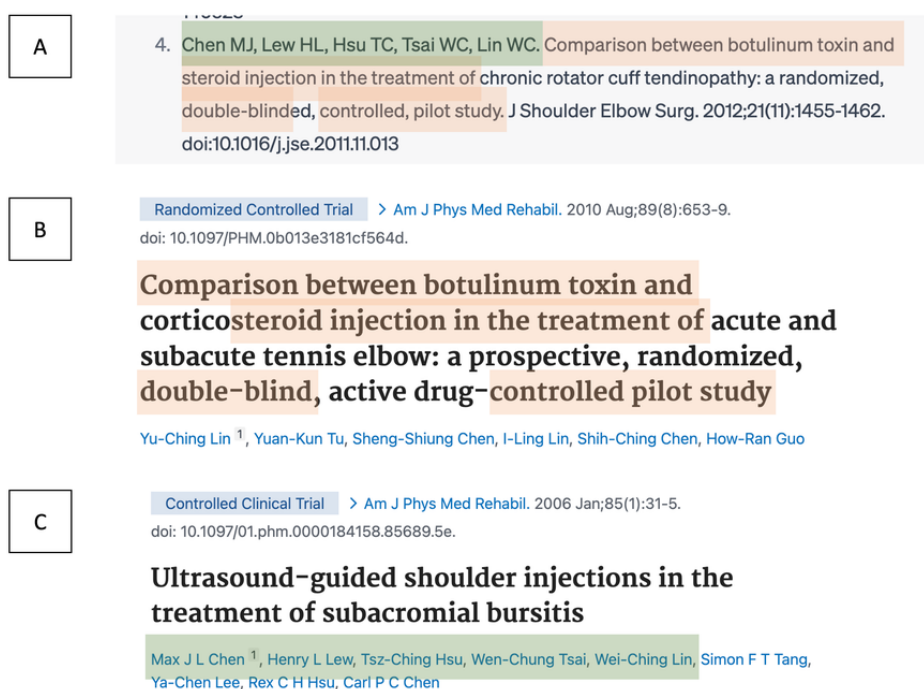 A
4. Chen MJ, Lew HL, Hsu TC, Tsai WC, Lin WC. Comparison between botulinum toxin and
steroid injection in the treatment of chronic rotator cuff tendinopathy: a randomized,
double-blinded, controlled, pilot study. J Shoulder Elbow Surg. 2012;21(11):1455-1462.
doi:10.1016/j.jse.2011.11.013
B
Randomized Controlled Trial > Am J Phys Med Rehabil. 2010 Aug;89(8):653-9.
doi: 10.1097/PHM.0b013e3181cf564d.
Comparison between botulinum toxin and
corticosteroid injection in the treatment of acute and
subacute tennis elbow: a prospective, randomized,
double-blind, active drug-controlled pilot study
Yu-Ching Lin 1, Yuan-Kun Tu, Sheng-Shiung Chen, I-Ling Lin, Shih-Ching Chen, How-Ran Guo
C
Controlled Clinical Trial > Am J Phys Med Rehabil. 2006 Jan;85(1):31-5.
doi: 10.1097/01.phm.0000184158.85689.5e.
Ultrasound-guided shoulder injections in the
treatment of subacromial bursitis
Max J L Chen 1, Henry L Lew, Tsz-Ching Hsu, Wen-Chung Tsai, Wei-Ching Lin, Simon F T Tang,
Ya-Chen Lee, Rex C H Hsu, Carl P C Chen